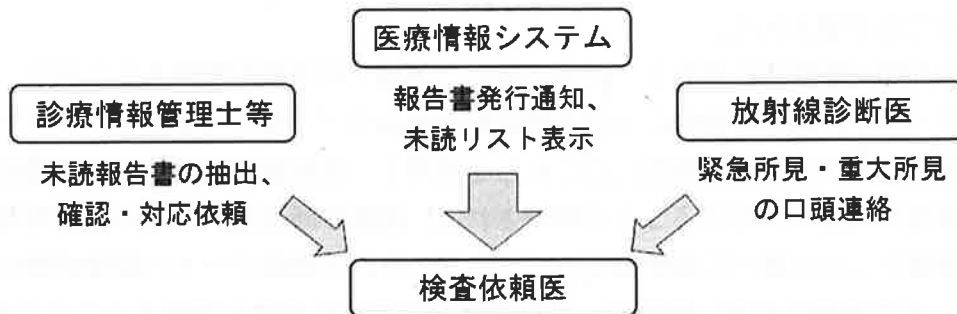 医療情報システム
報告書発行通知、
未読リスト表示
診療情報管理士等
未読報告書の抽出、
確認・対応依頼
放射線診断医
緊急所見・重大所見
の口頭連絡
検査依頼医